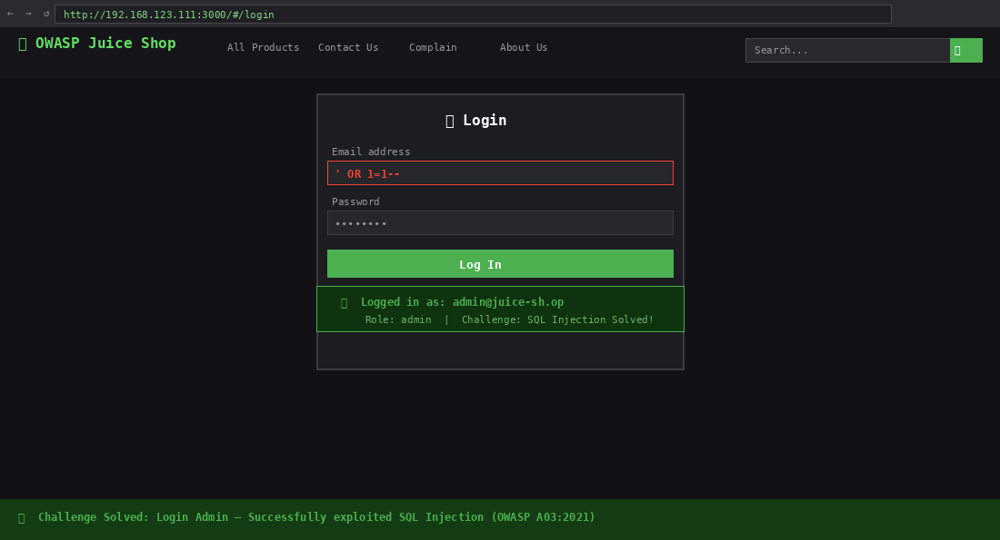 ← → ↺ http://192.168.123.111:3000/#/login
OWASP Juice Shop All Products Contact Us Complain About Us Search...
Login
Email address
' OR 1=1--
Password
••••••••
Log In
Logged in as: admin@juice-sh.op
Role: admin | Challenge: SQL Injection Solved!
Challenge Solved: Login Admin — Successfully exploited SQL Injection (OWASP A03:2021)